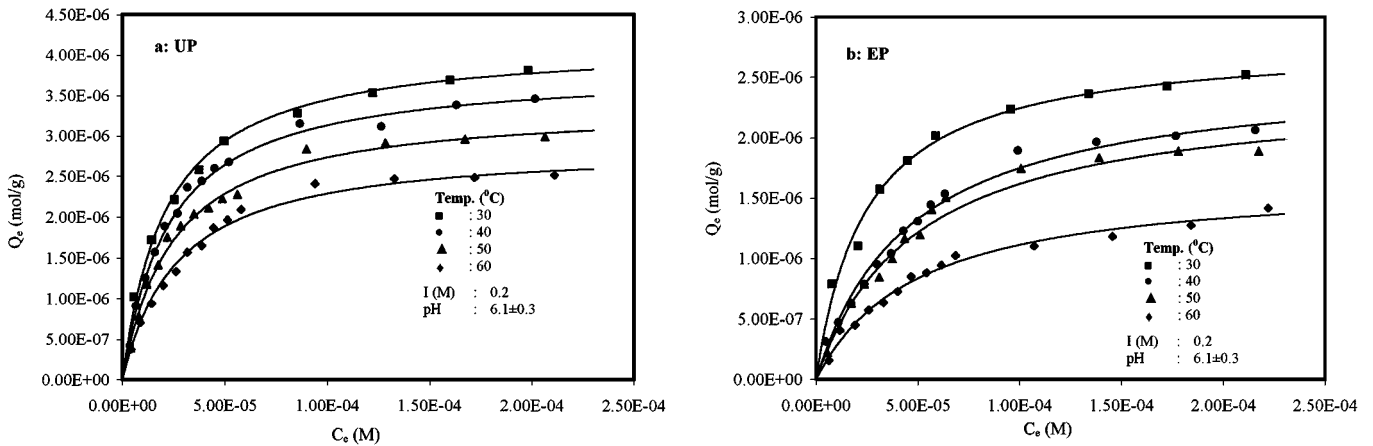 4.50E-06
4.00E-06
3.50E-06
3.00E-06
2.50E-06
2.00E-06
1.50E-06
1.00E-06
5.00E-07
0.00E+00
Qe (mol/g)
a: UP
Temp. (⁰C)
: 30
: 40
: 50
: 60
I (M) : 0.2
pH : 6.1±0.3
0.00E+00 5.00E-05 1.00E-04 1.50E-04 2.00E-04 2.50E-04
Ce (M)
3.00E-06
2.50E-06
2.00E-06
1.50E-06
1.00E-06
5.00E-07
0.00E+00
Qe (mol/g)
b: EP
Temp. (⁰C)
: 30
: 40
: 50
: 60
I (M) : 0.2
pH : 6.1±0.3
0.00E+00 5.00E-05 1.00E-04 1.50E-04 2.00E-04 2.50E-04
Ce (M)